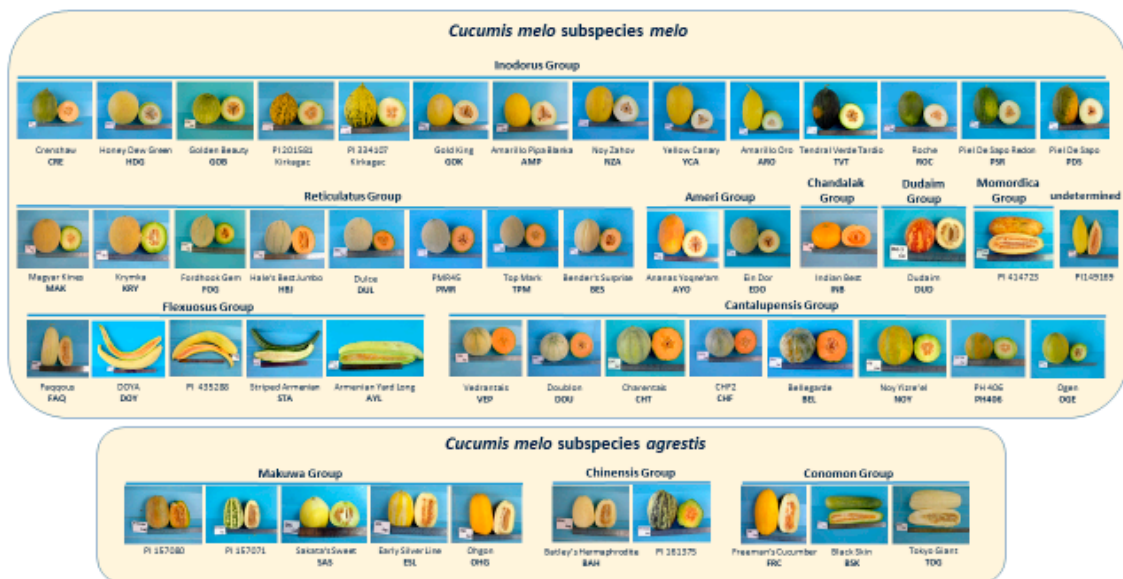 Cucumis melo subspecies melo
Inodorus Group
Crenshaw CRE
Honey Dew Green HDG
Golden Beauty GOB
PI 201581 Kirkagac
PI 334107 Kirkagac
Gold King GOK
Amarillo Pipa Blanka AMP
Noy Zahov NZA
Yellow Canary YCA
Amarillo Oro ARO
Tendral Verde Tardio TVT
Roche ROC
Piel De Sapo Redon PSR
Piel De Sapo PDS
Reticulatus Group
Ameri Group
Chandalak Group
Dudaim Group
Momordica Group
undetermined
Magyar Kincs MAK
Krymka KRY
Fordhook Gem FOG
Hale's Best Jumbo HBJ
Dulce DUL
PMR45 PMR
Top Mark TPM
Bender's Surprise BES
Ananas Yoqne'am AYO
Ein Dor EDO
Indian Best INB
Dudaim DUD
PI 414723
PI149169
Flexuosus Group
Cantalupensis Group
Faqqous FAQ
DOYA DOY
PI 435288
Striped Armenian STA
Armenian Yard Long AYL
Vedrantais VEP
Doublon DOU
Charentais CHT
CHF2 CHF
Bellegarde BEL
Noy Yizre'el NOY
PH 406 PH406
Ogen OGE
Cucumis melo subspecies agrestis
Makuwa Group
Chinensis Group
Conomon Group
PI 157080
PI 157071
Sakata's Sweet SAS
Early Silver Line ESL
Ohgon OHG
Batley's Hermaphrodite BAH
PI 161375
Freeman's Cucumber FRC
Black Skin BSK
Tokyo Giant TOG